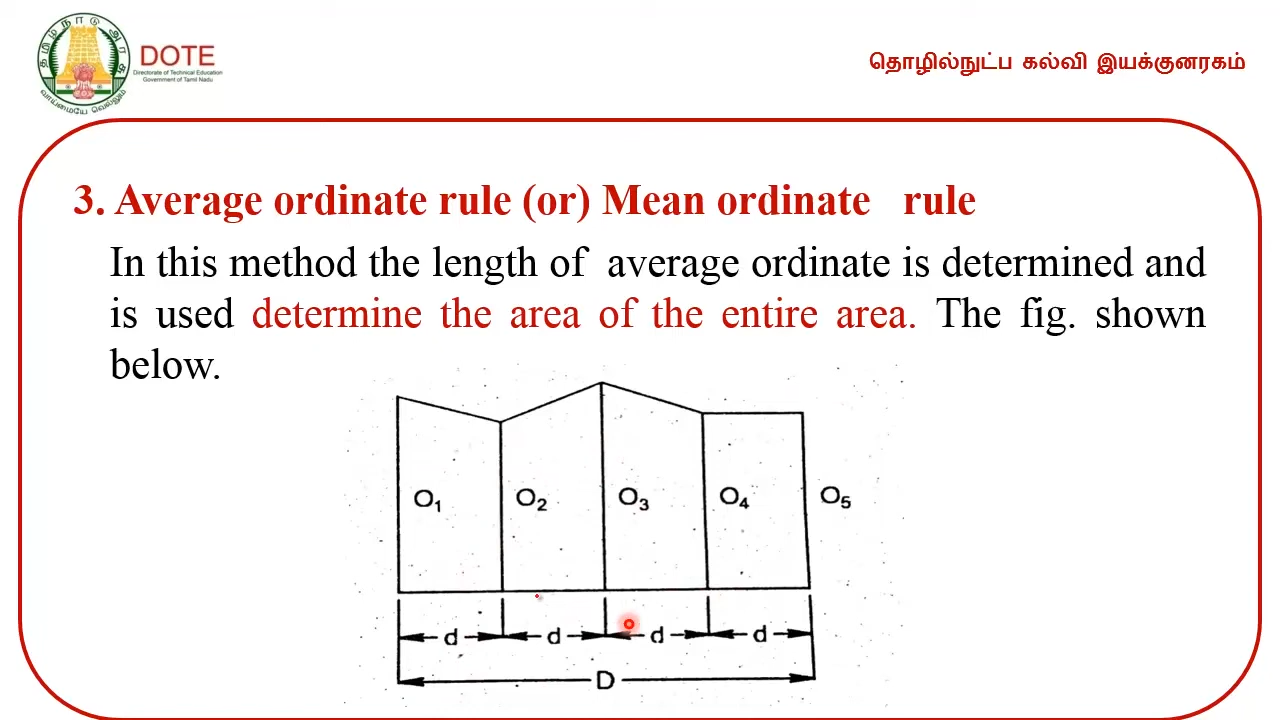 தமிழ்நாடு அரசு
வாய்மையே வெல்லும்
DOTE
Directorate of Technical Education
Government of Tamil Nadu
தொழில்நுட்ப கல்வி இயக்குனரகம்
3. Average ordinate rule (or) Mean ordinate rule
In this method the length of average ordinate is determined and
is used determine the area of the entire area. The fig. shown
below.
O1 O2 O3 O4 O5
d d d d
D